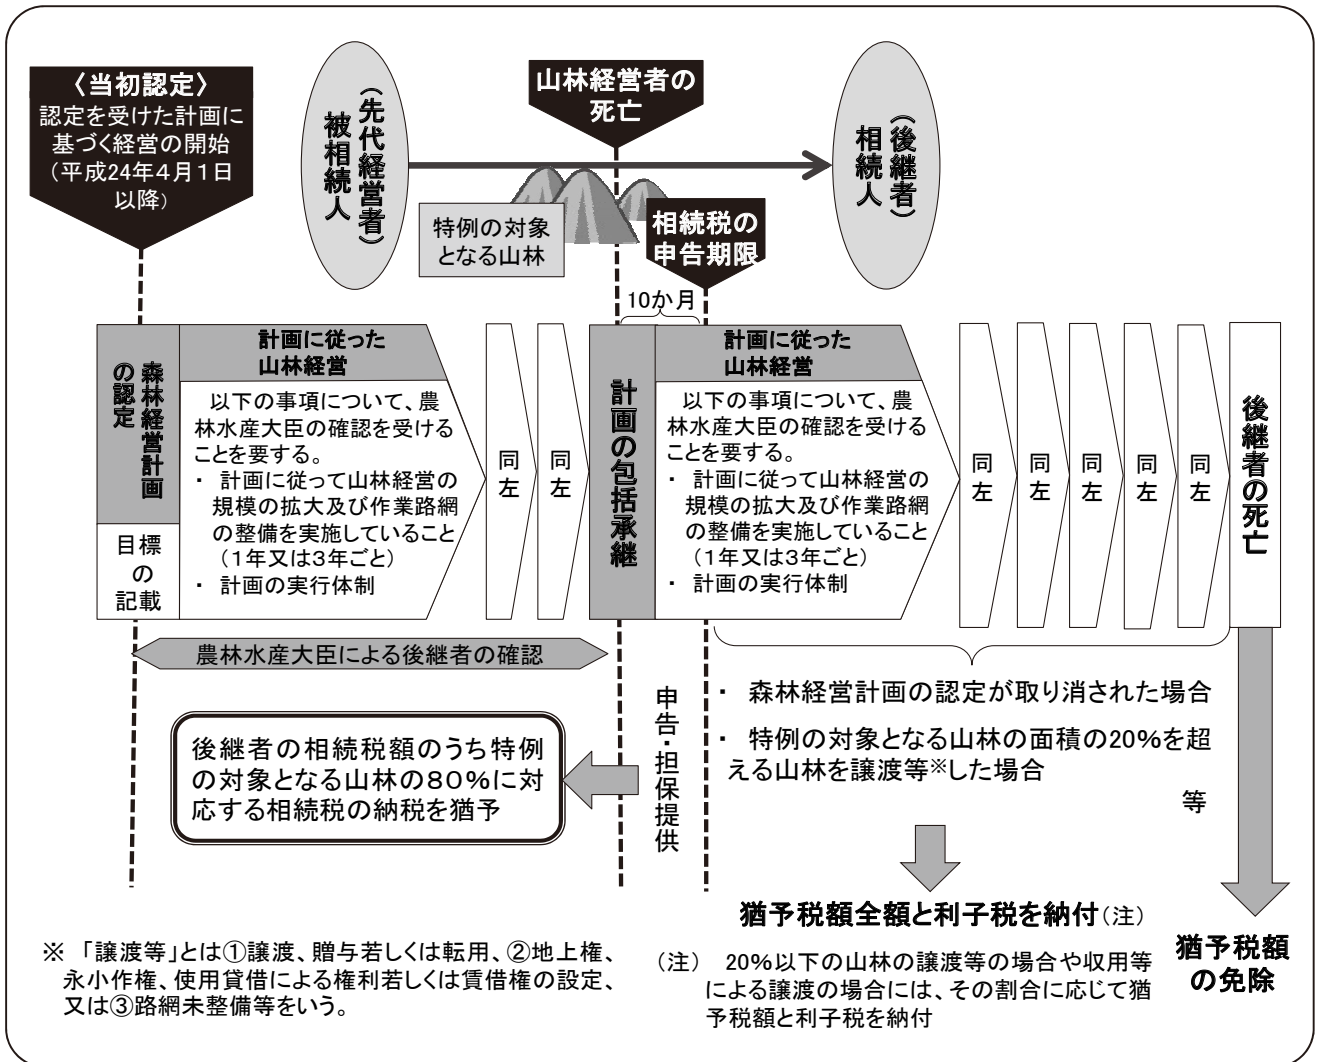 〈当初認定〉
認定を受けた計画に
基づく経営の開始
(平成24年4月1日
以降)
(先代経営者)
被相続人
山林経営者の
死亡
(後継者)
相続人
特例の対象
となる山林
相続税の
申告期限
10か月
森林経営計画
の認定
目標
の
記載
計画に従った
山林経営
以下の事項について、農
林水産大臣の確認を受ける
ことを要する。
・ 計画に従って山林経営の
規模の拡大及び作業路網
の整備を実施していること
(1年又は3年ごと)
・ 計画の実行体制
同左
同左
計画の包括承継
計画に従った
山林経営
以下の事項について、農
林水産大臣の確認を受ける
ことを要する。
・ 計画に従って山林経営の
規模の拡大及び作業路網
の整備を実施していること
(1年又は3年ごと)
・ 計画の実行体制
同左
同左
同左
同左
同左
後継者の死亡
農林水産大臣による後継者の確認
後継者の相続税額のうち特例
の対象となる山林の80%に対
応する相続税の納税を猶予
申告・担保提供
・ 森林経営計画の認定が取り消された場合
・ 特例の対象となる山林の面積の20%を超
える山林を譲渡等※した場合
等
猶予税額全額と利子税を納付(注)
(注) 20%以下の山林の譲渡等の場合や収用等
による譲渡の場合には、その割合に応じて猶
予税額と利子税を納付
猶予税額
の免除
※ 「譲渡等」とは①譲渡、贈与若しくは転用、②地上権、
永小作権、使用貸借による権利若しくは賃借権の設定、
又は③路網未整備等をいう。